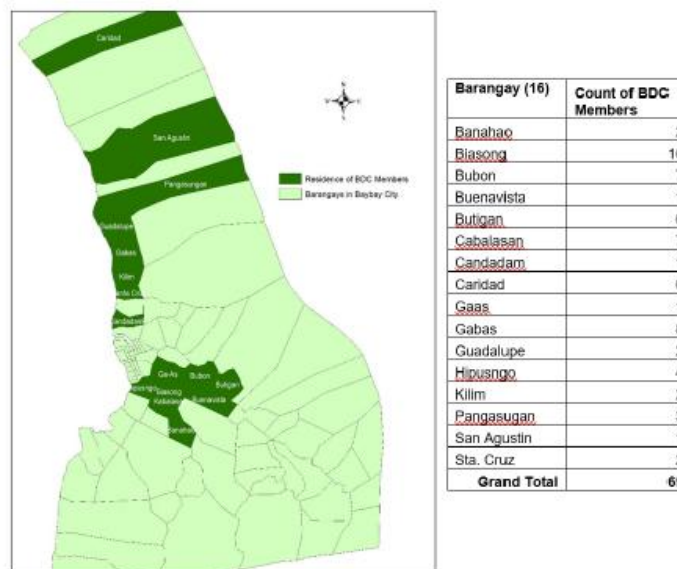 Caridad
San Agustin
Pangasugan
Residence of BDC Members
Barangays in Baybay City
Guadalupe
Gabas
Kilim
Ga-As
Bubon
Butigan
Biasong
Buenavista
Banahao
Barangay (16) Count of BDC
Members
Banahao
Biasong
Bubon
Buenavista
Butigan
Cabalasan
Candadam
Caridad
Gaas
Gabas
Guadalupe
Hipusngo
Kilim
Pangasugan
San Agustin
Sta. Cruz
Grand Total